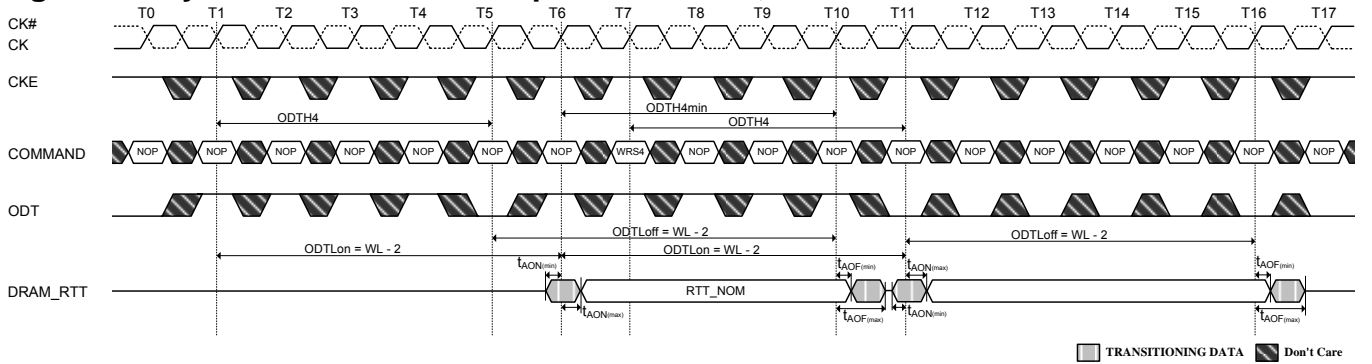 T0 T1 T2 T3 T4 T5 T6 T7 T8 T9 T10 T11 T12 T13 T14 T15 T16 T17
CK#
CK
CKE
ODTH4min
ODTH4
ODTH4
COMMAND NOP NOP NOP NOP NOP NOP NOP WRS4 NOP NOP NOP NOP NOP NOP NOP NOP NOP NOP
ODT
ODTLoff = WL - 2 ODTLoff = WL - 2
ODTLon = WL - 2 ODTLon = WL - 2
tAON(min) tAOF(min) tAON(max) tAOF(min)
DRAM_RTT RTT_NOM
tAON(max) tAOF(max) tAON(min) tAOF(max)
TRANSITIONING DATA Don't Care